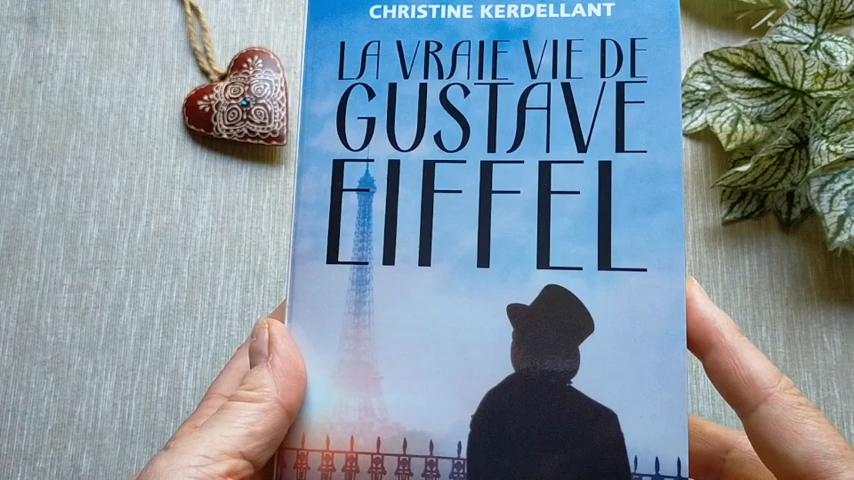 CHRISTINE KERDELLANT
LA VRAIE VIE DE
GUSTAVE
EIFFEL